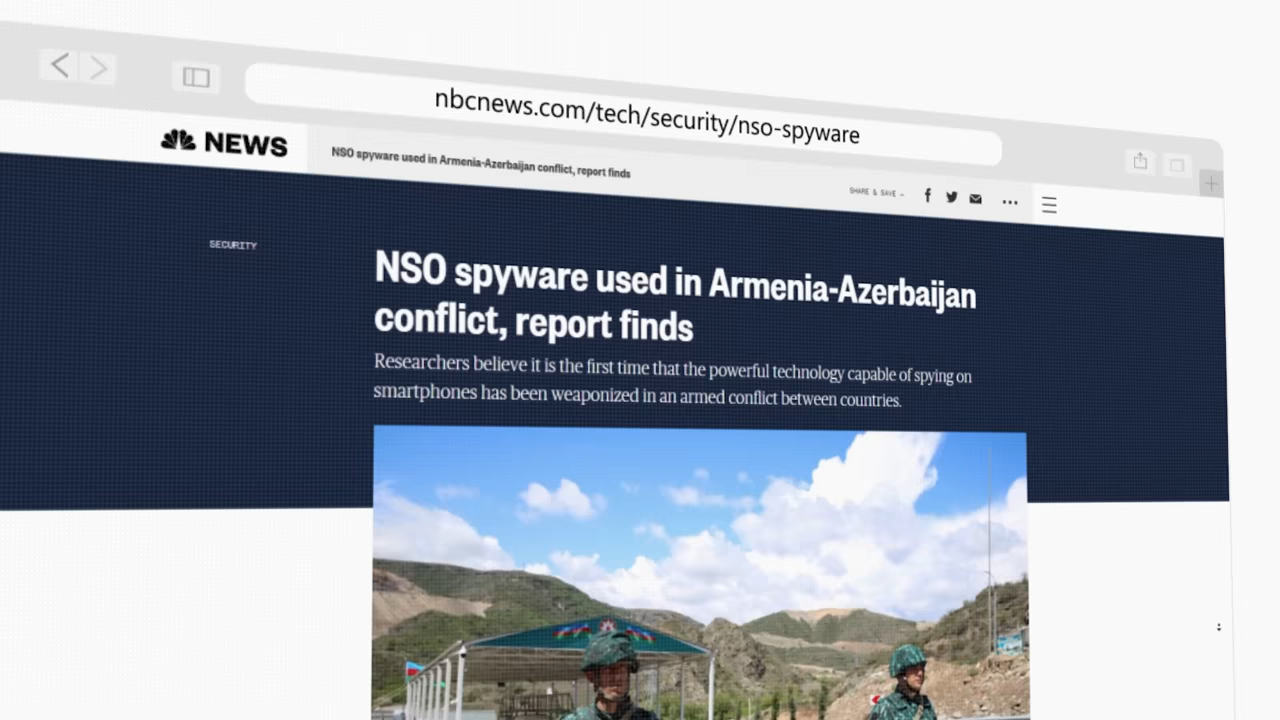 nbcnews.com/tech/security/nso-spyware
NEWS
NSO spyware used in Armenia-Azerbaijan conflict, report finds
SHARE & SAVE
SECURITY
NSO spyware used in Armenia-Azerbaijan
conflict, report finds
Researchers believe it is the first time that the powerful technology capable of spying on
smartphones has been weaponized in an armed conflict between countries.